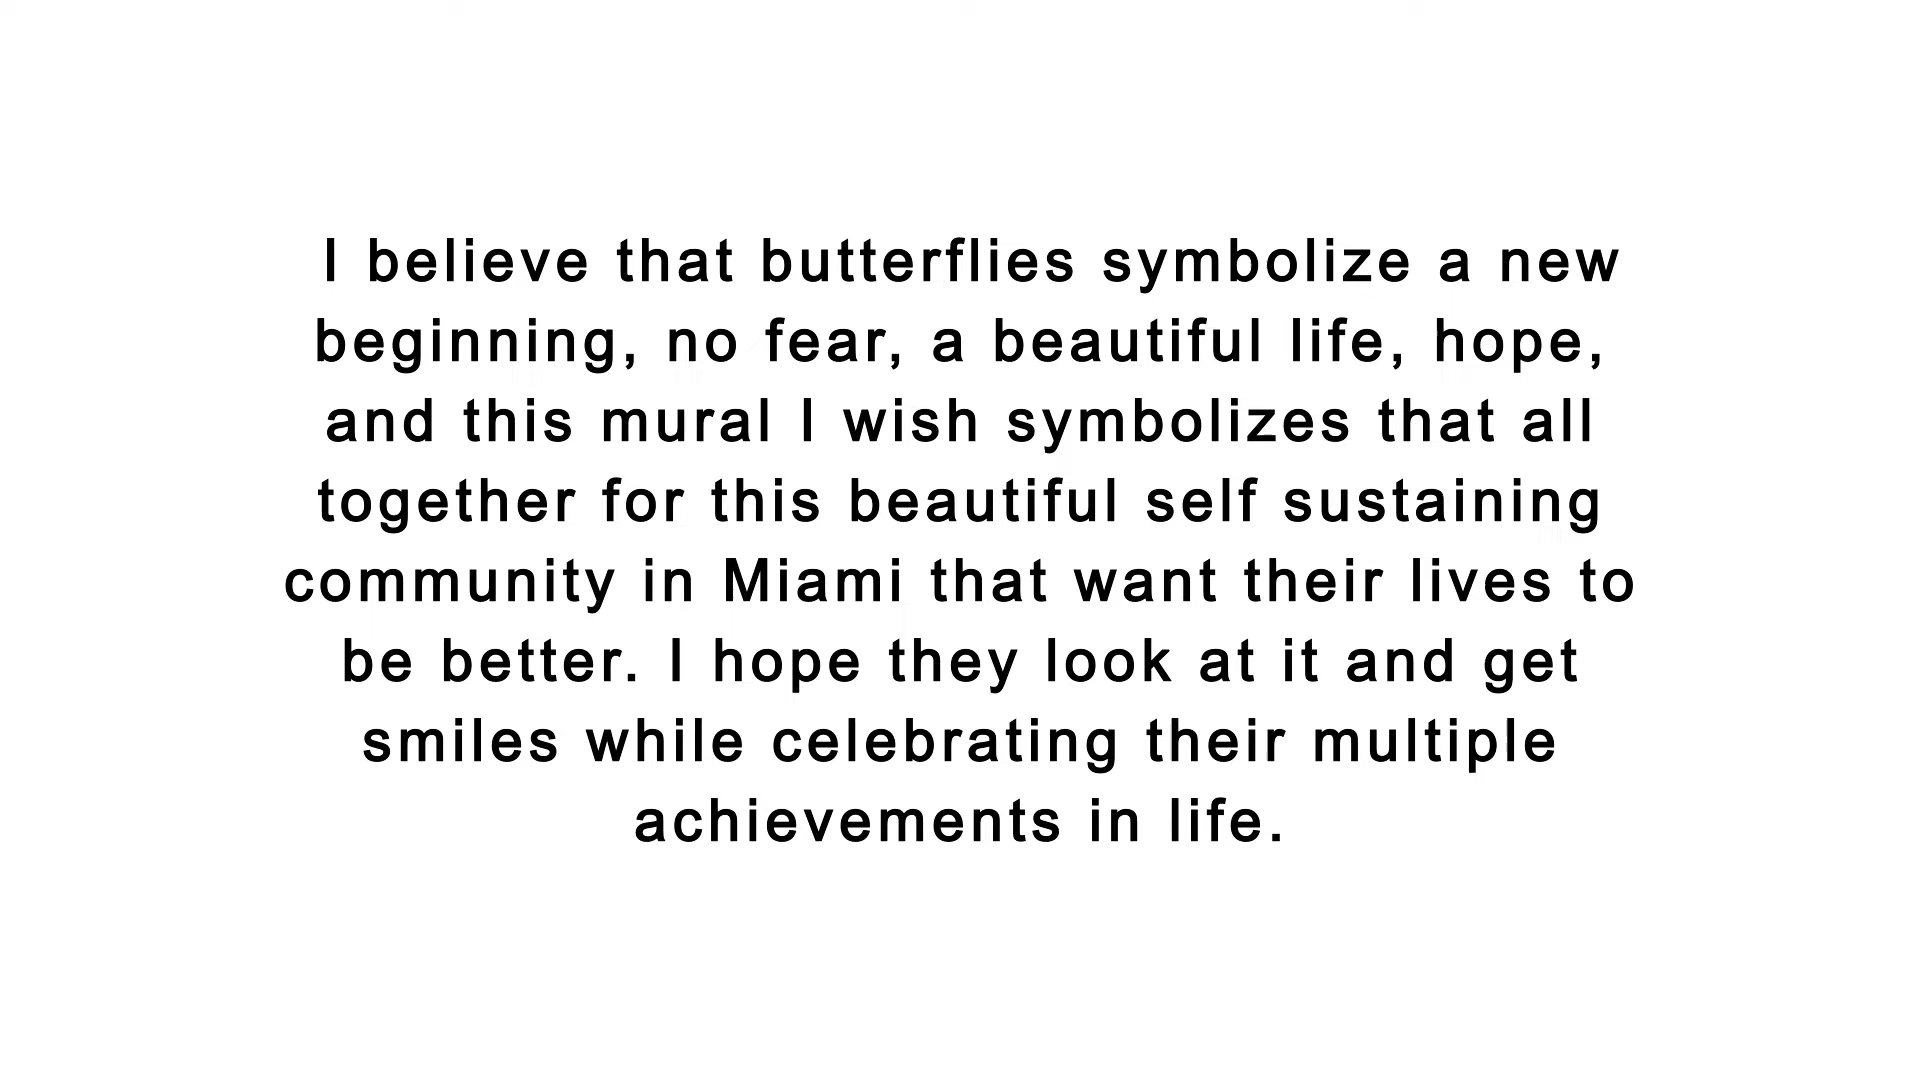 I believe that butterflies symbolize a new
beginning, no fear, a beautiful life, hope,
and this mural I wish symbolizes that all
together for this beautiful self sustaining
community in Miami that want their lives to
be better. I hope they look at it and get
smiles while celebrating their multiple
achievements in life.